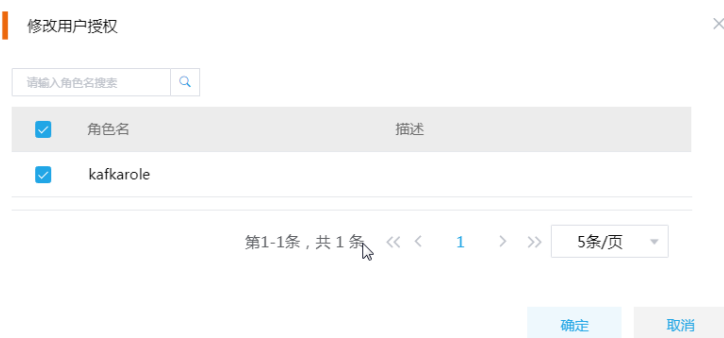 修改用户授权
请输入角色名搜索
角色名 描述
kafkarole
第1-1条，共 1 条 1 5条/页
确定 取消